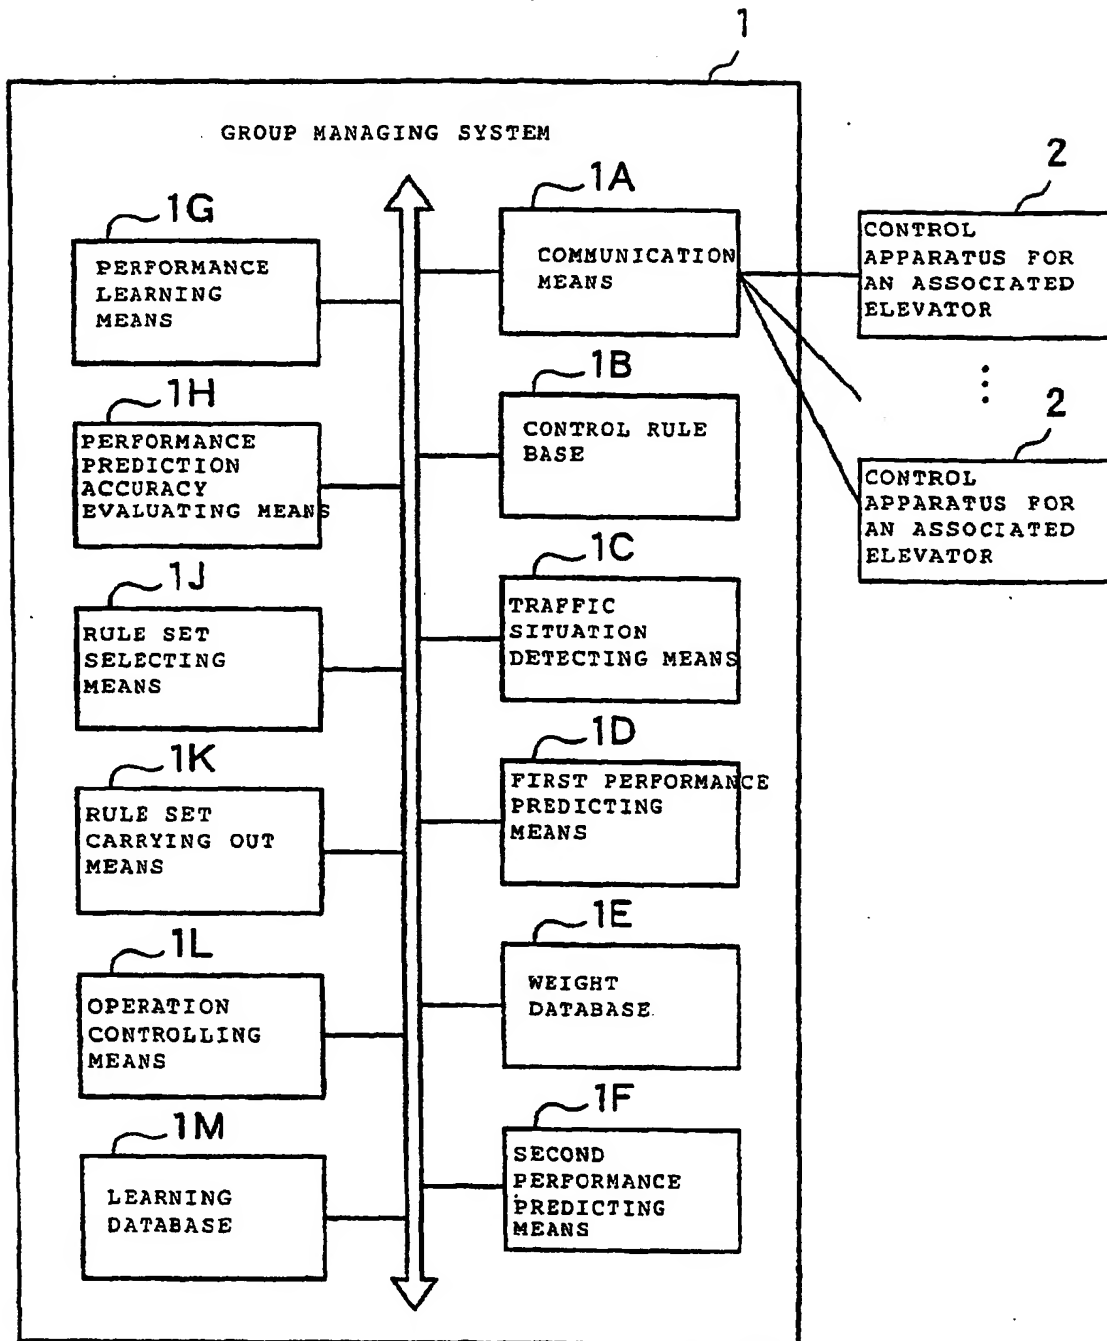 1
GROUP MANAGING SYSTEM
1G
PERFORMANCE
LEARNING
MEANS
1H
PERFORMANCE
PREDICTION
ACCURACY
EVALUATING MEANS
1J
RULE SET
SELECTING
MEANS
1K
RULE SET
CARRYING OUT
MEANS
1L
OPERATION
CONTROLLING
MEANS
1M
LEARNING
DATABASE
1A
COMMUNICATION
MEANS
1B
CONTROL RULE
BASE
1C
TRAFFIC
SITUATION
DETECTING MEANS
1D
FIRST PERFORMANCE
PREDICTING
MEANS
1E
WEIGHT
DATABASE
1F
SECOND
PERFORMANCE
PREDICTING
MEANS
2
CONTROL
APPARATUS FOR
AN ASSOCIATED
ELEVATOR
2
CONTROL
APPARATUS FOR
AN ASSOCIATED
ELEVATOR